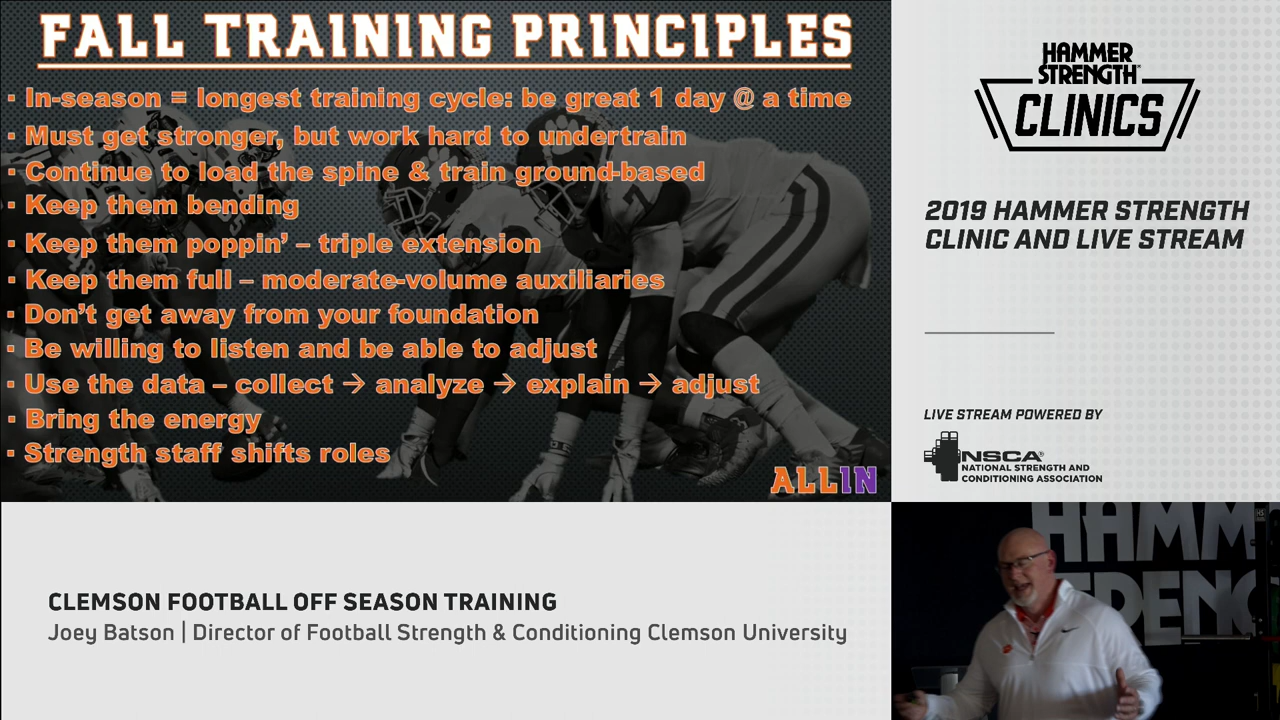 FALL TRAINING PRINCIPLES
▪ In-season = longest training cycle: be great 1 day @ a time
▪ Must get stronger, but work hard to undertrain
▪ Continue to load the spine & train ground-based
▪ Keep them bending
▪ Keep them poppin’ – triple extension
▪ Keep them full – moderate-volume auxiliaries
▪ Don’t get away from your foundation
▪ Be willing to listen and be able to adjust
▪ Use the data – collect → analyze → explain → adjust
▪ Bring the energy
▪ Strength staff shifts roles
ALL IN
HAMMER
STRENGTH®
CLINICS
2019 HAMMER STRENGTH
CLINIC AND LIVE STREAM
LIVE STREAM POWERED BY
NSCA®
NATIONAL STRENGTH AND
CONDITIONING ASSOCIATION
CLEMSON FOOTBALL OFF SEASON TRAINING
Joey Batson | Director of Football Strength & Conditioning Clemson University